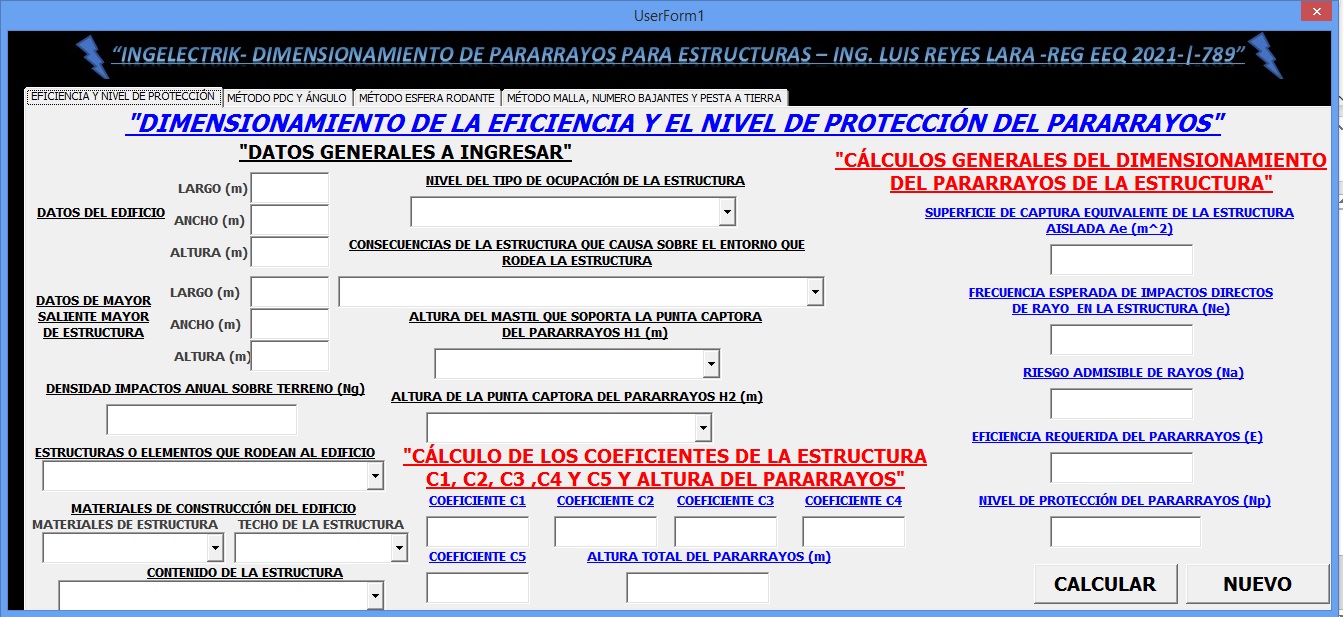 UserForm1
“INGELECTRIK- DIMENSIONAMIENTO DE PARARRAYOS PARA ESTRUCTURAS – ING. LUIS REYES LARA -REG EEQ 2021-|-789”
EFICIENCIA Y NIVEL DE PROTECCIÓN
MÉTODO PDC Y ÁNGULO
MÉTODO ESFERA RODANTE
MÉTODO MALLA, NUMERO BAJANTES Y PESTA A TIERRA
"DIMENSIONAMIENTO DE LA EFICIENCIA Y EL NIVEL DE PROTECCIÓN DEL PARARRAYOS"
"DATOS GENERALES A INGRESAR"
DATOS DEL EDIFICIO
LARGO (m)
ANCHO (m)
ALTURA (m)
DATOS DE MAYOR
SALIENTE MAYOR
DE ESTRUCTURA
LARGO (m)
ANCHO (m)
ALTURA (m)
DENSIDAD IMPACTOS ANUAL SOBRE TERRENO (Ng)
ESTRUCTURAS O ELEMENTOS QUE RODEAN AL EDIFICIO
MATERIALES DE CONSTRUCCIÓN DEL EDIFICIO
MATERIALES DE ESTRUCTURA
TECHO DE LA ESTRUCTURA
CONTENIDO DE LA ESTRUCTURA
NIVEL DEL TIPO DE OCUPACIÓN DE LA ESTRUCTURA
CONSECUENCIAS DE LA ESTRUCTURA QUE CAUSA SOBRE EL ENTORNO QUE
RODEA LA ESTRUCTURA
ALTURA DEL MASTIL QUE SOPORTA LA PUNTA CAPTORA
DEL PARARRAYOS H1 (m)
ALTURA DE LA PUNTA CAPTORA DEL PARARRAYOS H2 (m)
"CÁLCULO DE LOS COEFICIENTES DE LA ESTRUCTURA
C1, C2, C3 ,C4 Y C5 Y ALTURA DEL PARARRAYOS"
COEFICIENTE C1
COEFICIENTE C2
COEFICIENTE C3
COEFICIENTE C4
COEFICIENTE C5
ALTURA TOTAL DEL PARARRAYOS (m)
"CÁLCULOS GENERALES DEL DIMENSIONAMIENTO
DEL PARARRAYOS DE LA ESTRUCTURA"
SUPERFICIE DE CAPTURA EQUIVALENTE DE LA ESTRUCTURA
AISLADA Ae (m^2)
FRECUENCIA ESPERADA DE IMPACTOS DIRECTOS
DE RAYO EN LA ESTRUCTURA (Ne)
RIESGO ADMISIBLE DE RAYOS (Na)
EFICIENCIA REQUERIDA DEL PARARRAYOS (E)
NIVEL DE PROTECCIÓN DEL PARARRAYOS (Np)
CALCULAR
NUEVO